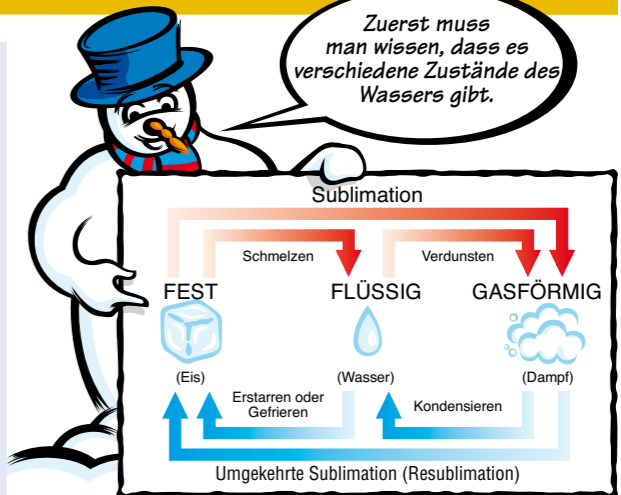 Zuerst muss
man wissen, dass es
verschiedene Zustände des
Wassers gibt.
Sublimation
Schmelzen
Verdunsten
FEST
FLÜSSIG
GASFÖRMIG
(Eis)
(Wasser)
(Dampf)
Erstarren oder
Gefrieren
Kondensieren
Umgekehrte Sublimation (Resublimation)